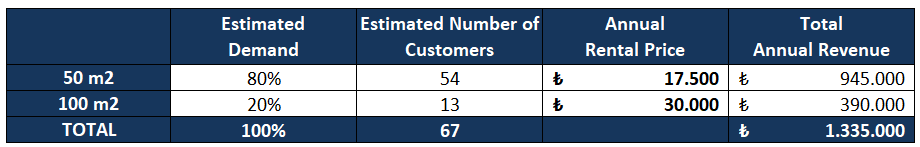 Estimated Demand Estimated Number of Customers Annual Rental Price Total Annual Revenue
50 m2 80% 54 ₺ 17.500 ₺ 945.000
100 m2 20% 13 ₺ 30.000 ₺ 390.000
TOTAL 100% 67 ₺ 1.335.000